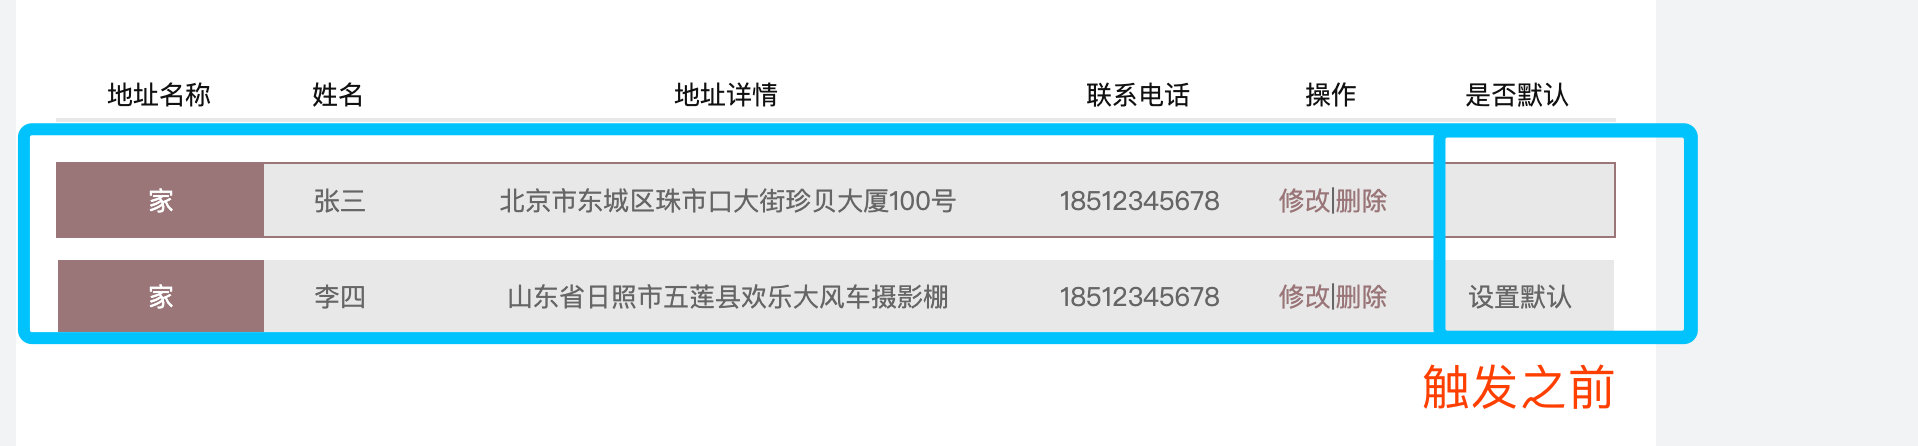 地址名称 姓名 地址详情 联系电话 操作 是否默认
家 张三 北京市东城区珠市口大街珍贝大厦100号 18512345678 修改|删除
家 李四 山东省日照市五莲县欢乐大风车摄影棚 18512345678 修改|删除 设置默认
触发之前